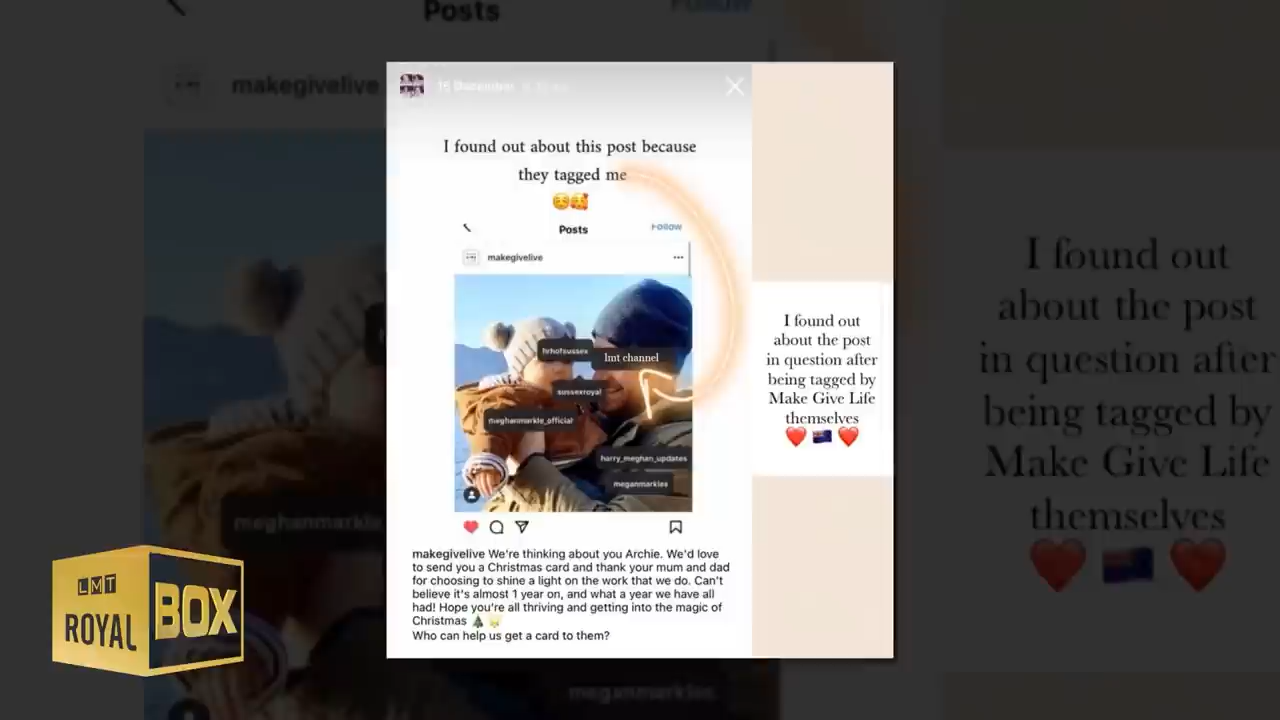 Posts
Follow
makegivelive
I found out about this post because
they tagged me
Posts
FOLLOW
makegivelive
hrhofsussex
lmt channel
sussexroyal
meghanmarkle_official
harry_meghan_updates
meganmarkles
makegivelive We're thinking about you Archie. We'd love
to send you a Christmas card and thank your mum and dad
for choosing to shine a light on the work that we do. Can't
believe it's almost 1 year on, and what a year we have all
had! Hope you're all thriving and getting into the magic of
Christmas
Who can help us get a card to them?
I found out
about the post
in question after
being tagged by
Make Give Life
themselves
I found out
about the post
in question after
being tagged by
Make Give Life
themselves
meghanmarkle
meganmarkles
LMT
ROYAL
BOX